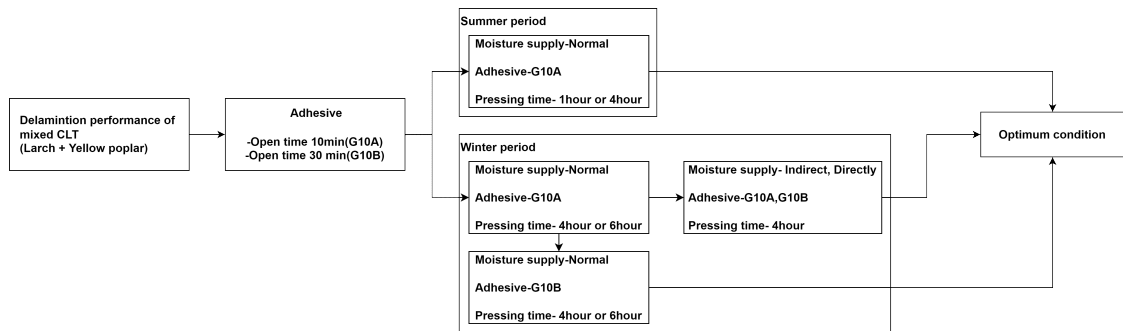 Delamintion performance of
mixed CLT
(Larch + Yellow poplar)
Adhesive
-Open time 10min(G10A)
-Open time 30 min(G10B)
Summer period
Moisture supply-Normal
Adhesive-G10A
Pressing time- 1hour or 4hour
Winter period
Moisture supply-Normal
Adhesive-G10A
Pressing time- 4hour or 6hour
Moisture supply- Indirect, Directly
Adhesive-G10A,G10B
Pressing time- 4hour
Moisture supply-Normal
Adhesive-G10B
Pressing time- 4hour or 6hour
Optimum condition